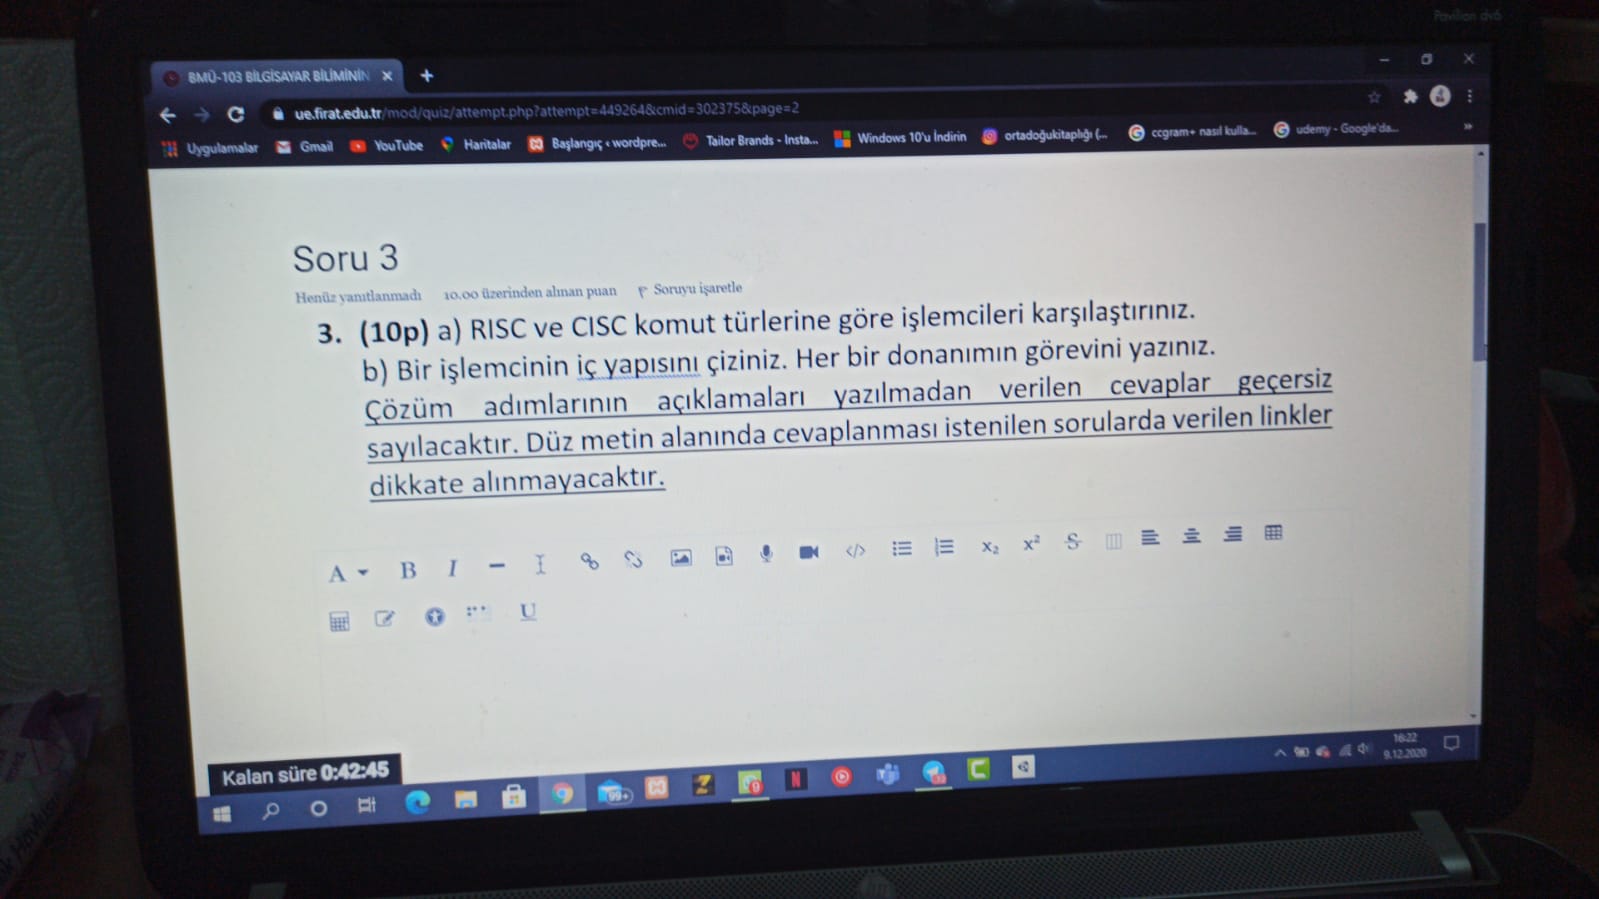 Pavilion dv6
BMÜ-103 BİLGİSAYAR BİLİMİNİN
ue.firat.edu.tr/mod/quiz/attempt.php?attempt=449264&cmid=302375&page=2
Uygulamalar Gmail YouTube Haritalar Başlangıç ‹ wordpre... Tailor Brands - Insta... Windows 10'u İndirin ortadoğukitaplığı (... ccgram+ nasıl kulla... udemy - Google'da...
Soru 3
Henüz yanıtlanmadı 10.00 üzerinden alınan puan Soruyu işaretle
3. (10p) a) RISC ve CISC komut türlerine göre işlemcileri karşılaştırınız.
b) Bir işlemcinin iç yapısını çiziniz. Her bir donanımın görevini yazınız.
Çözüm adımlarının açıklamaları yazılmadan verilen cevaplar geçersiz
sayılacaktır. Düz metin alanında cevaplanması istenilen sorularda verilen linkler
dikkate alınmayacaktır.
A B I
x₂ x² S
U
Kalan süre 0:42:45
99+
16:22
9.12.2020